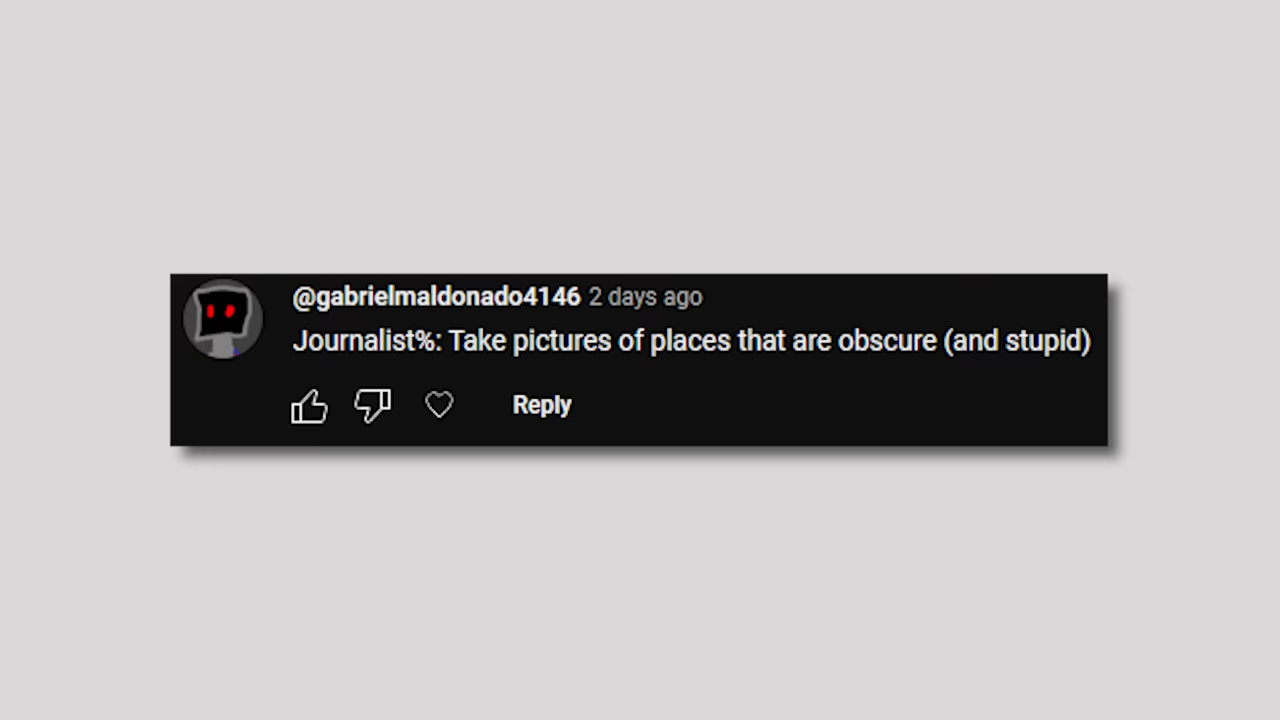 @gabrielmaldonado4146 2 days ago
Journalist%: Take pictures of places that are obscure (and stupid)
Reply